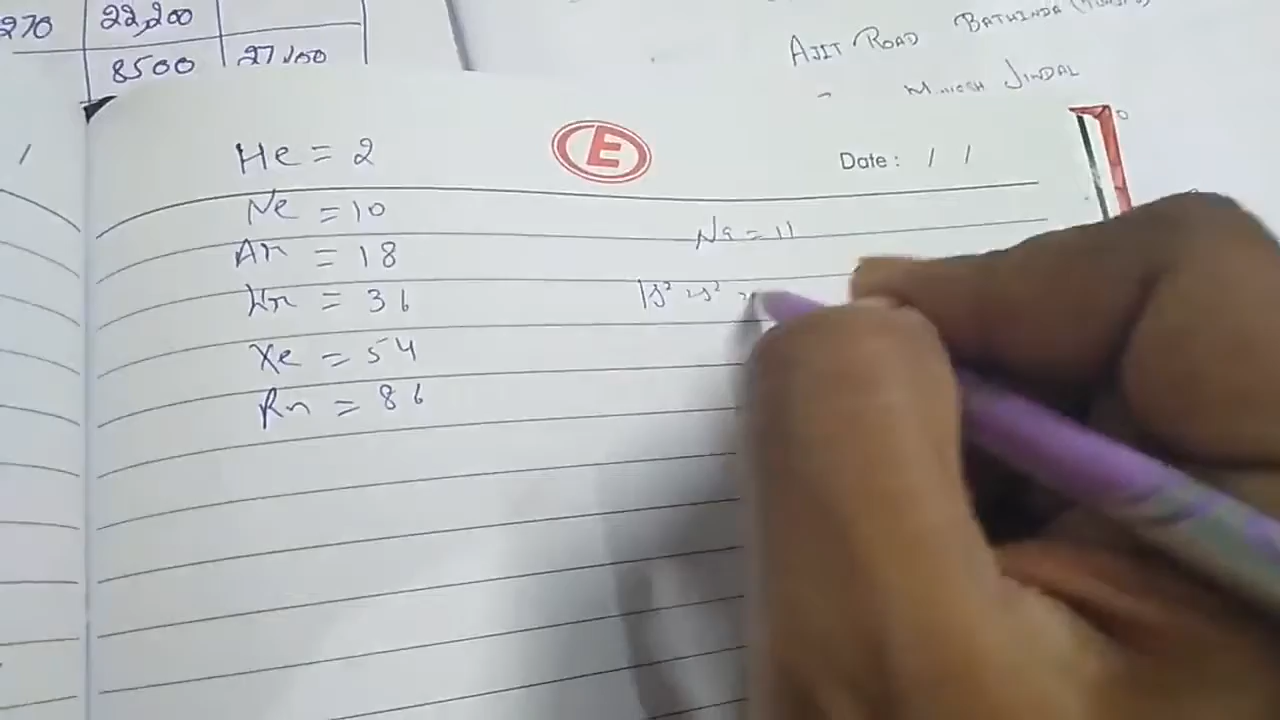 270 22,200
8500 27,100
AJIT ROAD BATHINDA
JINDAL
E
Date : / /
He = 2
Ne = 10
Ar = 18
Kr = 36
Xe = 54
Rn = 86
Na = 11
1s² 2s² 2